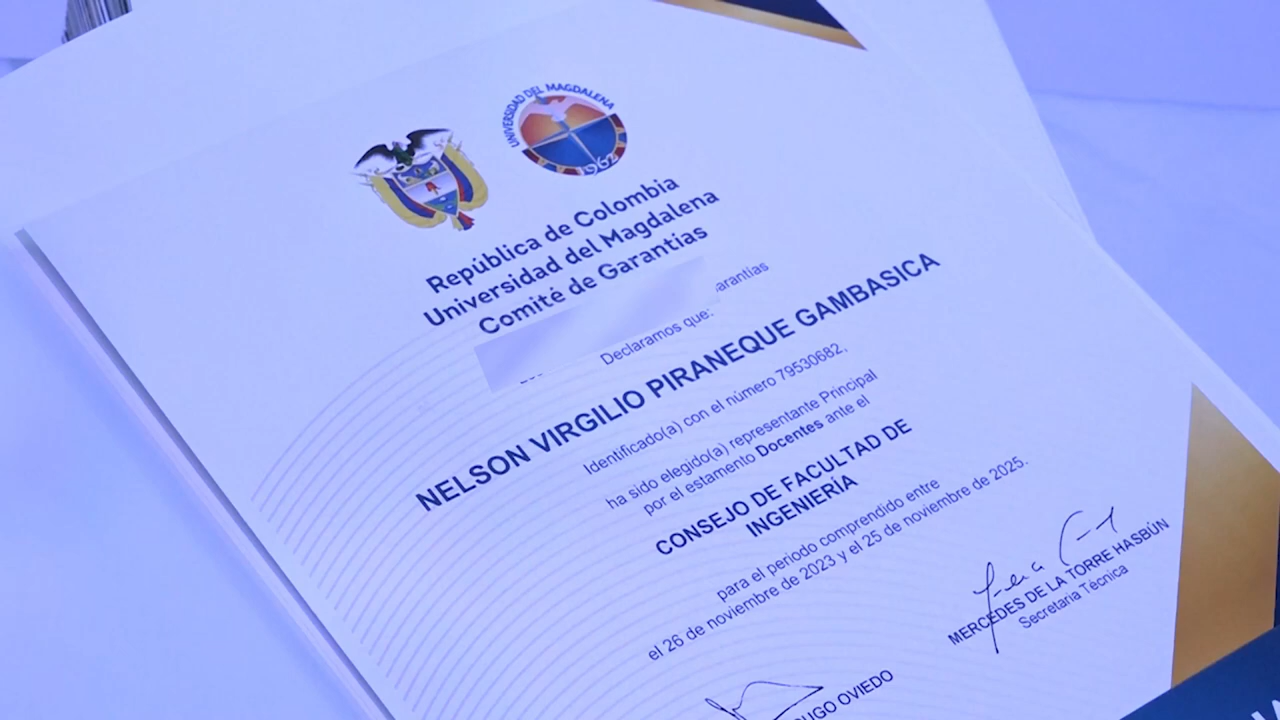 UNIVERSIDAD DEL MAGDALENA
1962
República de Colombia
Universidad del Magdalena
Comité de Garantías
Declaramos que:
NELSON VIRGILIO PIRANEQUE GAMBASICA
Identificado(a) con el número 79530682,
ha sido elegido(a) representante Principal
por el estamento Docentes ante el
CONSEJO DE FACULTAD DE
INGENIERÍA
para el periodo comprendido entre
el 26 de noviembre de 2023 y el 25 de noviembre de 2025.
MERCEDES DE LA TORRE HASBÚN
Secretaria Técnica
OVIEDO